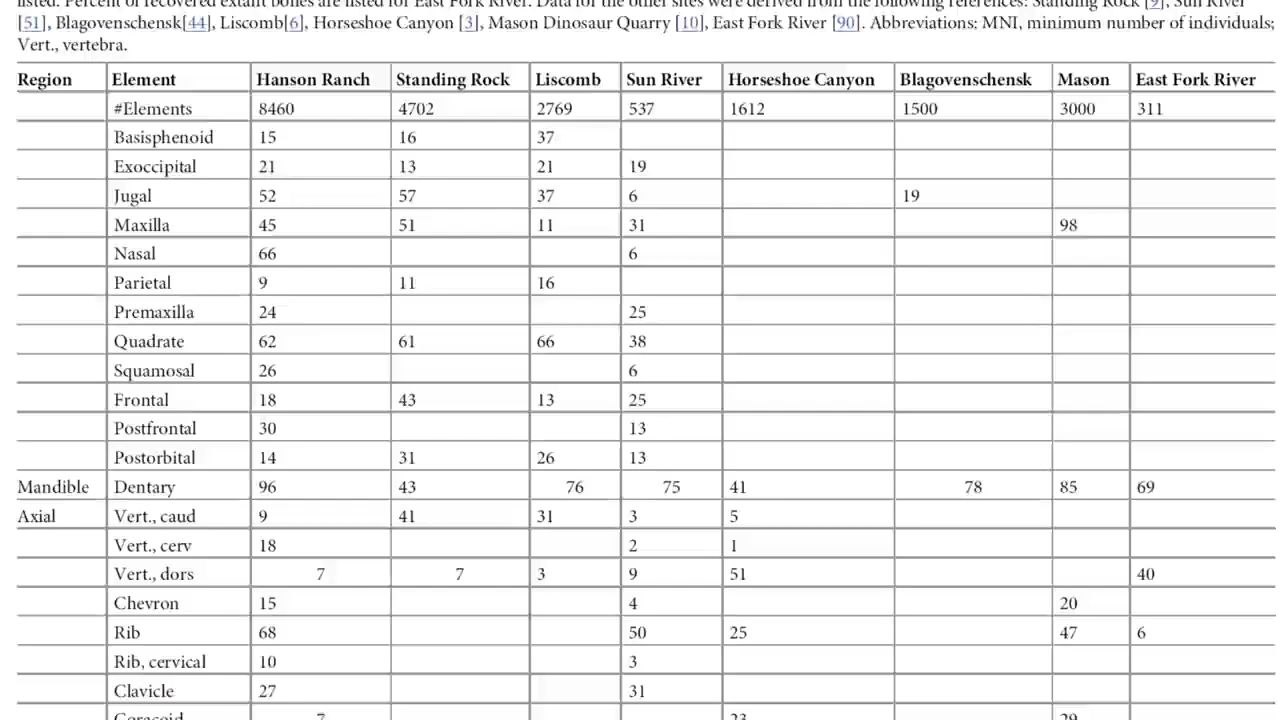 listed. Percent of recovered extant bones are listed for East Fork River. Data for the other sites were derived from the following references: Standing Rock [9], Sun River
[51], Blagovenschensk[44], Liscomb[6], Horseshoe Canyon [3], Mason Dinosaur Quarry [10], East Fork River [90]. Abbreviations; MNI, minimum number of individuals;
Vert., vertebra.
Region Element Hanson Ranch Standing Rock Liscomb Sun River Horseshoe Canyon Blagovenschensk Mason East Fork River
#Elements 8460 4702 2769 537 1612 1500 3000 311
Basisphenoid 15 16 37
Exoccipital 21 13 21 19
Jugal 52 57 37 6 19
Maxilla 45 51 11 31 98
Nasal 66 6
Parietal 9 11 16
Premaxilla 24 25
Quadrate 62 61 66 38
Squamosal 26 6
Frontal 18 43 13 25
Postfrontal 30 13
Postorbital 14 31 26 13
Mandible Dentary 96 43 76 75 41 78 85 69
Axial Vert., caud 9 41 31 3 5
Vert., cerv 18 2 1
Vert., dors 7 7 3 9 51 40
Chevron 15 4 20
Rib 68 50 25 47 6
Rib, cervical 10 3
Clavicle 27 31
Coracoid 7 23 29